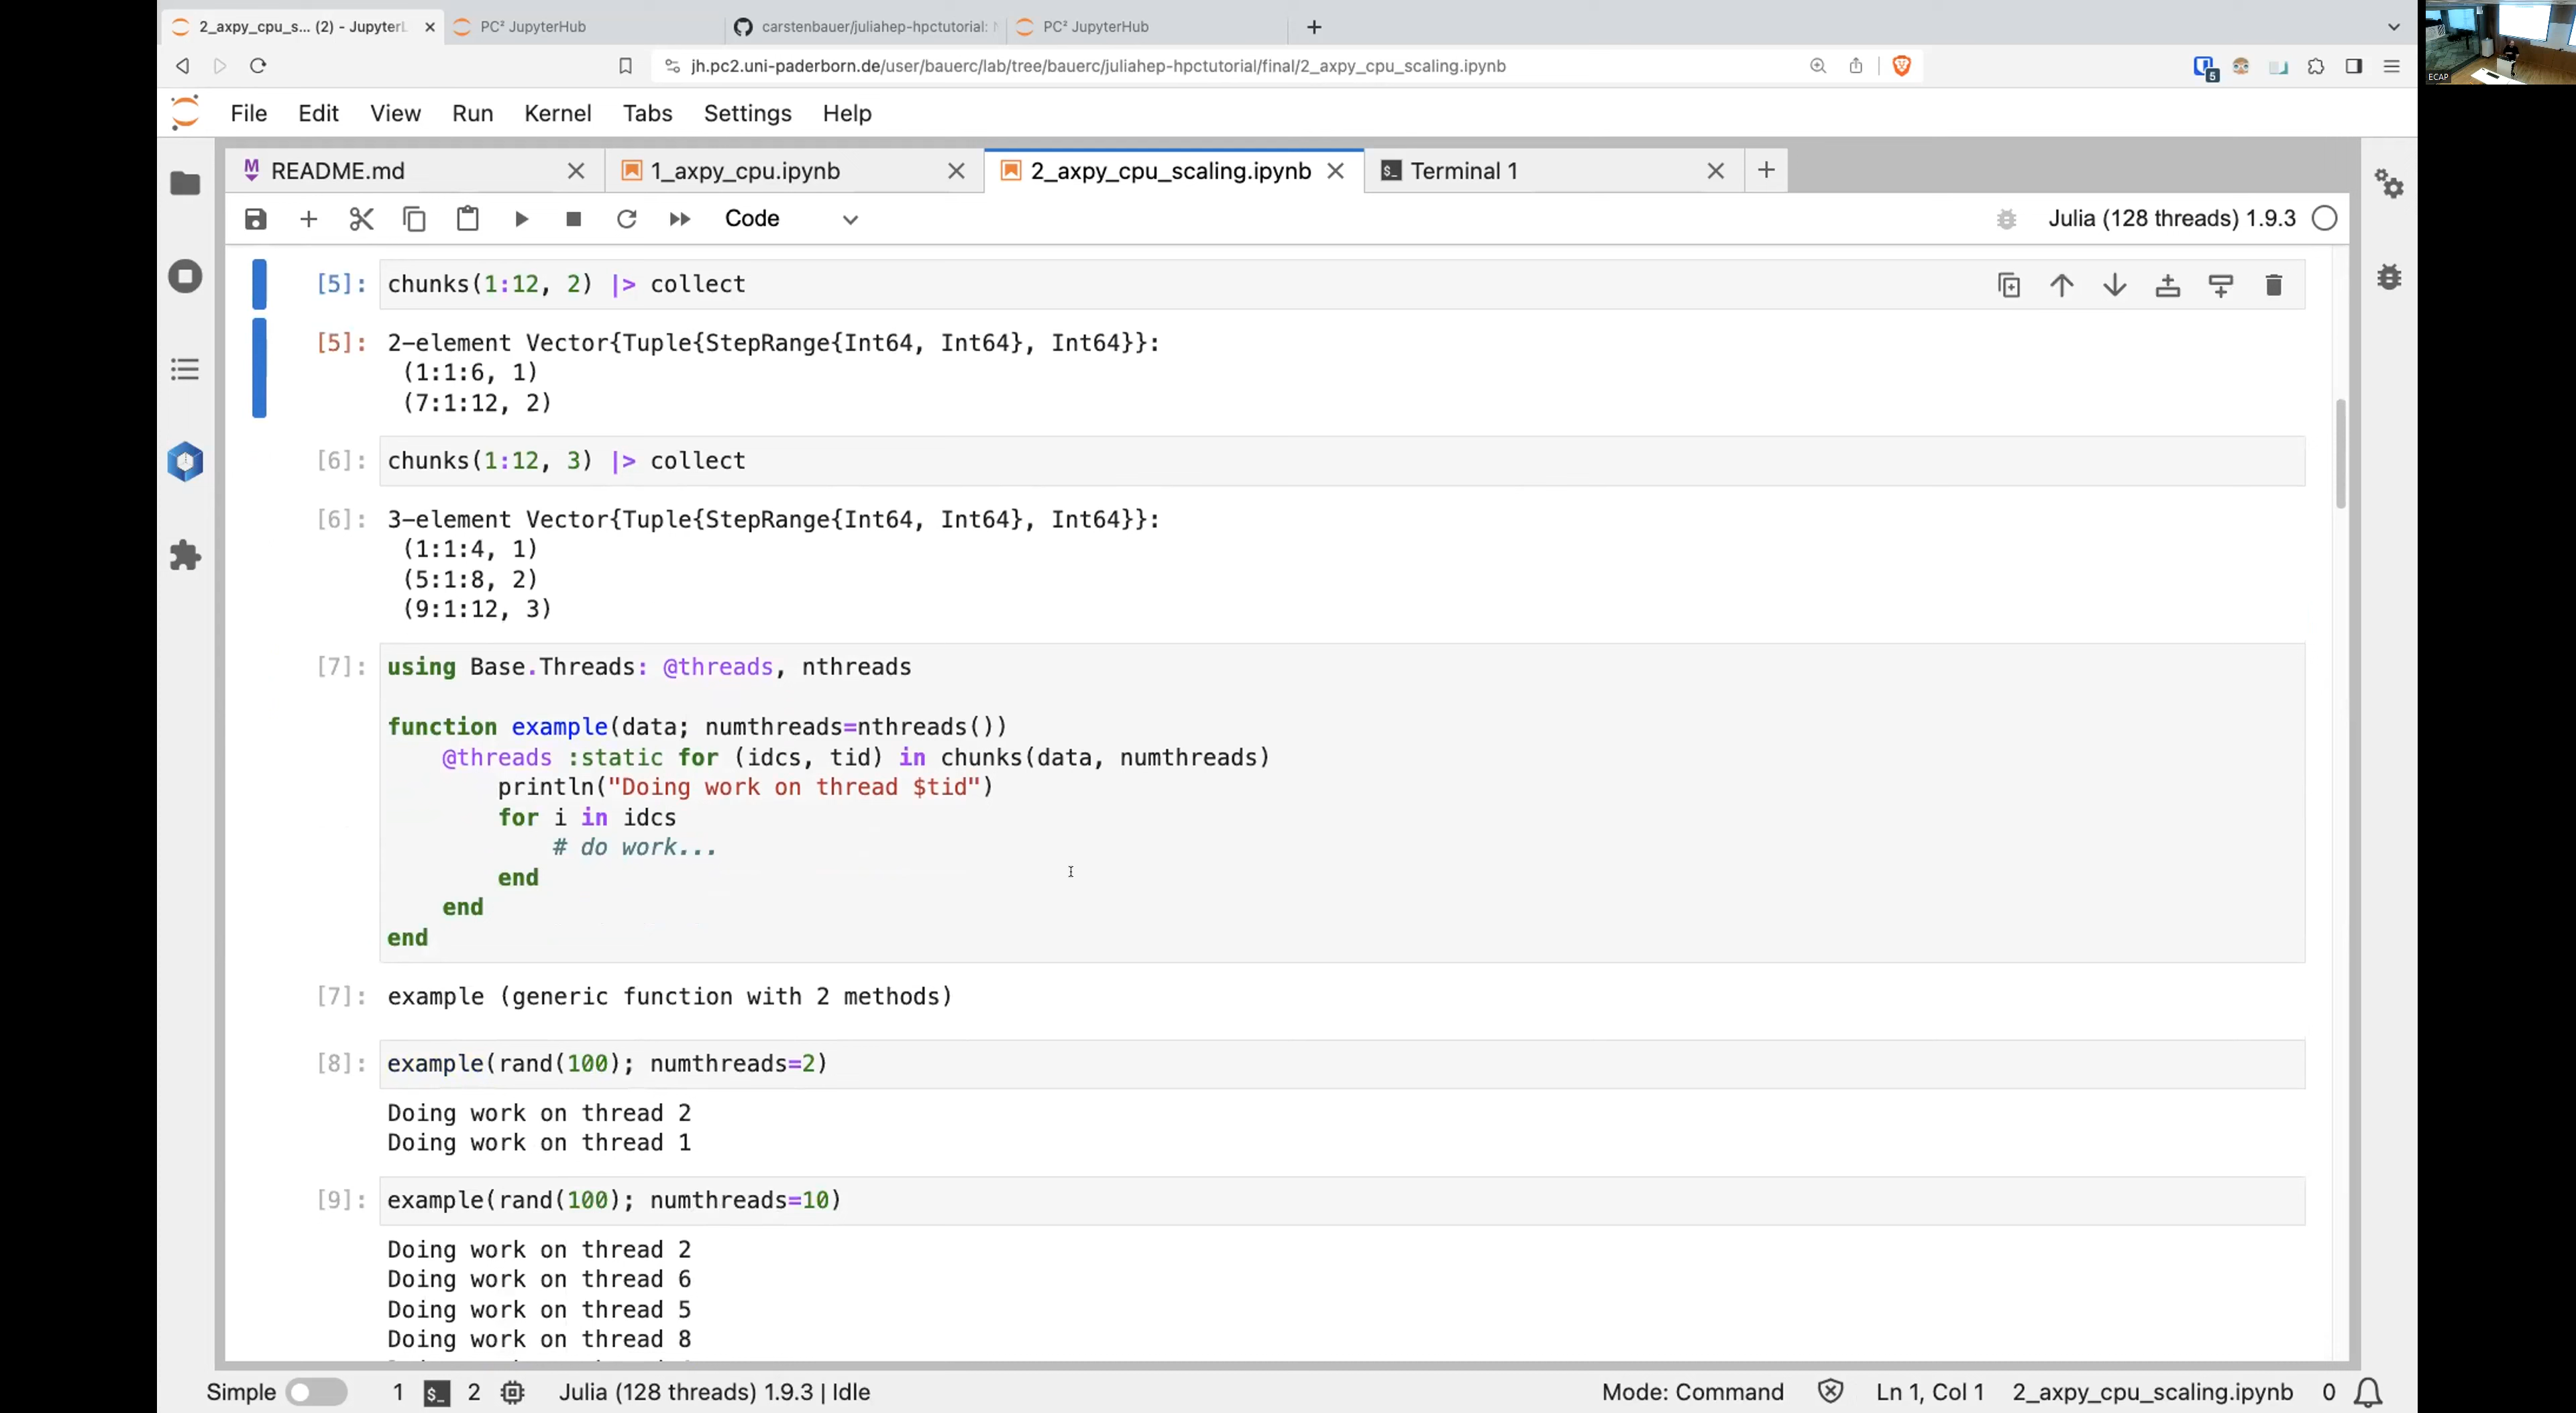 2_axpy_cpu_s... (2) - JupyterL
PC² JupyterHub
carstenbauer/juliahep-hpctutorial:
PC² JupyterHub
jh.pc2.uni-paderborn.de/user/bauerc/lab/tree/bauerc/juliahep-hpctutorial/final/2_axpy_cpu_scaling.ipynb
5
ECAP
File Edit View Run Kernel Tabs Settings Help
README.md
1_axpy_cpu.ipynb
2_axpy_cpu_scaling.ipynb
Terminal 1
Code
Julia (128 threads) 1.9.3
[5]: chunks(1:12, 2) |> collect
[5]: 2-element Vector{Tuple{StepRange{Int64, Int64}, Int64}}:
(1:1:6, 1)
(7:1:12, 2)
[6]: chunks(1:12, 3) |> collect
[6]: 3-element Vector{Tuple{StepRange{Int64, Int64}, Int64}}:
(1:1:4, 1)
(5:1:8, 2)
(9:1:12, 3)
[7]: using Base.Threads: @threads, nthreads
function example(data; numthreads=nthreads())
@threads :static for (idcs, tid) in chunks(data, numthreads)
println("Doing work on thread $tid")
for i in idcs
# do work...
end
end
end
[7]: example (generic function with 2 methods)
[8]: example(rand(100); numthreads=2)
Doing work on thread 2
Doing work on thread 1
[9]: example(rand(100); numthreads=10)
Doing work on thread 2
Doing work on thread 6
Doing work on thread 5
Doing work on thread 8
Simple 1 2 Julia (128 threads) 1.9.3 | Idle Mode: Command Ln 1, Col 1 2_axpy_cpu_scaling.ipynb 0